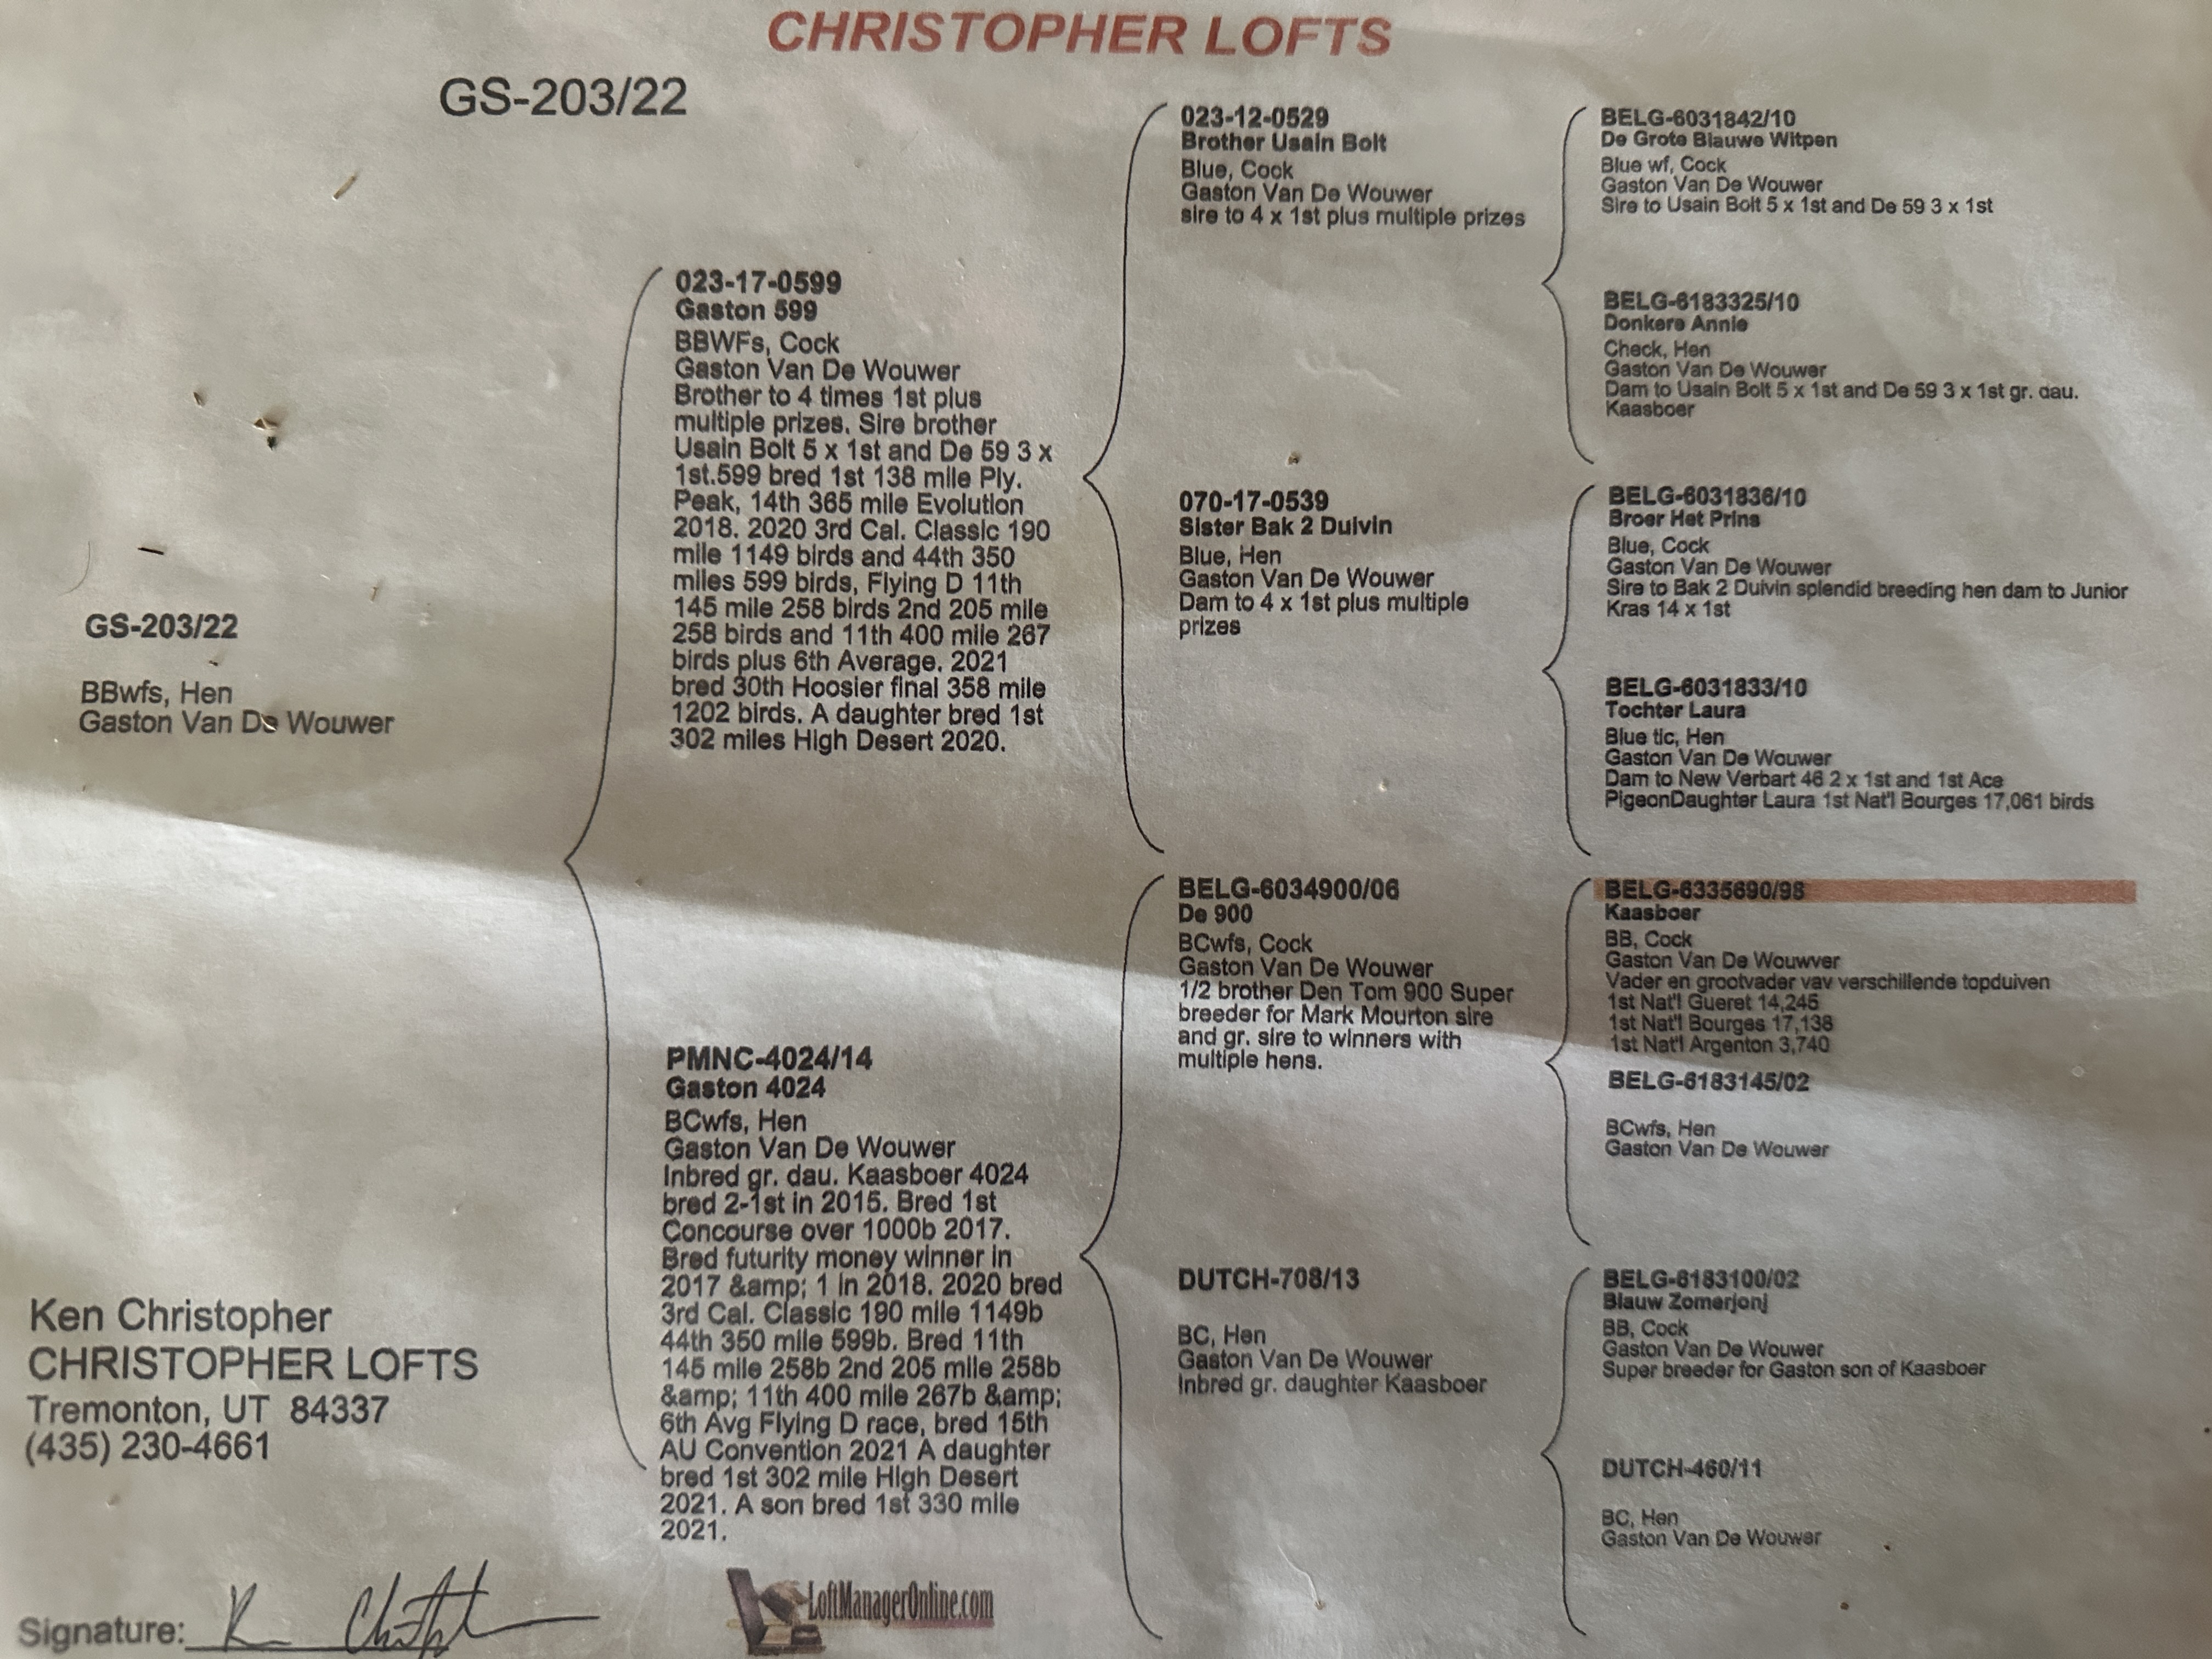 CHRISTOPHER LOFTS
GS-203/22
GS-203/22
BBwfs, Hen
Gaston Van De Wouwer
023-17-0599
Gaston 599
BBWFs, Cock
Gaston Van De Wouwer
Brother to 4 times 1st plus
multiple prizes. Sire brother
Usain Bolt 5 x 1st and De 59 3 x
1st.599 bred 1st 138 mile Ply.
Peak, 14th 365 mile Evolution
2018. 2020 3rd Cal. Classic 190
mile 1149 birds and 44th 350
miles 599 birds, Flying D 11th
145 mile 258 birds 2nd 205 mile
258 birds and 11th 400 mile 267
birds plus 6th Average. 2021
bred 30th Hoosier final 358 mile
1202 birds. A daughter bred 1st
302 miles High Desert 2020.
PMNC-4024/14
Gaston 4024
BCwfs, Hen
Gaston Van De Wouwer
Inbred gr. dau. Kaasboer 4024
bred 2-1st in 2015. Bred 1st
Concourse over 1000b 2017.
Bred futurity money winner in
2017 &amp; 1 in 2018. 2020 bred
3rd Cal. Classic 190 mile 1149b
44th 350 mile 599b. Bred 11th
145 mile 258b 2nd 205 mile 258b
&amp; 11th 400 mile 267b &amp;
6th Avg Flying D race, bred 15th
AU Convention 2021 A daughter
bred 1st 302 mile High Desert
2021. A son bred 1st 330 mile
2021.
023-12-0529
Brother Usain Bolt
Blue, Cock
Gaston Van De Wouwer
sire to 4 x 1st plus multiple prizes
070-17-0539
Sister Bak 2 Duivin
Blue, Hen
Gaston Van De Wouwer
Dam to 4 x 1st plus multiple
prizes
BELG-6034900/06
De 900
BCwfs, Cock
Gaston Van De Wouwer
1/2 brother Den Tom 900 Super
breeder for Mark Mourton sire
and gr. sire to winners with
multiple hens.
DUTCH-708/13
BC, Hen
Gaston Van De Wouwer
Inbred gr. daughter Kaasboer
BELG-6031842/10
De Grote Blauwe Witpen
Blue wf, Cock
Gaston Van De Wouwer
Sire to Usain Bolt 5 x 1st and De 59 3 x 1st
BELG-6183325/10
Donkere Annie
Check, Hen
Gaston Van De Wouwer
Dam to Usain Bolt 5 x 1st and De 59 3 x 1st gr. dau.
Kaasboer
BELG-6031836/10
Broer Het Prins
Blue, Cock
Gaston Van De Wouwer
Sire to Bak 2 Duivin splendid breeding hen dam to Junior
Kras 14 x 1st
BELG-6031833/10
Tochter Laura
Blue tic, Hen
Gaston Van De Wouwer
Dam to New Verbart 46 2 x 1st and 1st Ace
PigeonDaughter Laura 1st Nat'l Bourges 17,061 birds
BELG-6335690/98
Kaasboer
BB, Cock
Gaston Van De Wouwver
Vader en grootvader vav verschillende topduiven
1st Nat'l Gueret 14,245
1st Nat'l Bourges 17,138
1st Nat'l Argenton 3,740
BELG-6183145/02
BCwfs, Hen
Gaston Van De Wouwer
BELG-6183100/02
Blauw Zomerjonj
BB, Cock
Gaston Van De Wouwer
Super breeder for Gaston son of Kaasboer
DUTCH-460/11
BC, Hen
Gaston Van De Wouwer
Ken Christopher
CHRISTOPHER LOFTS
Tremonton, UT 84337
(435) 230-4661
Signature: K Christopher
LoftManagerOnline.com